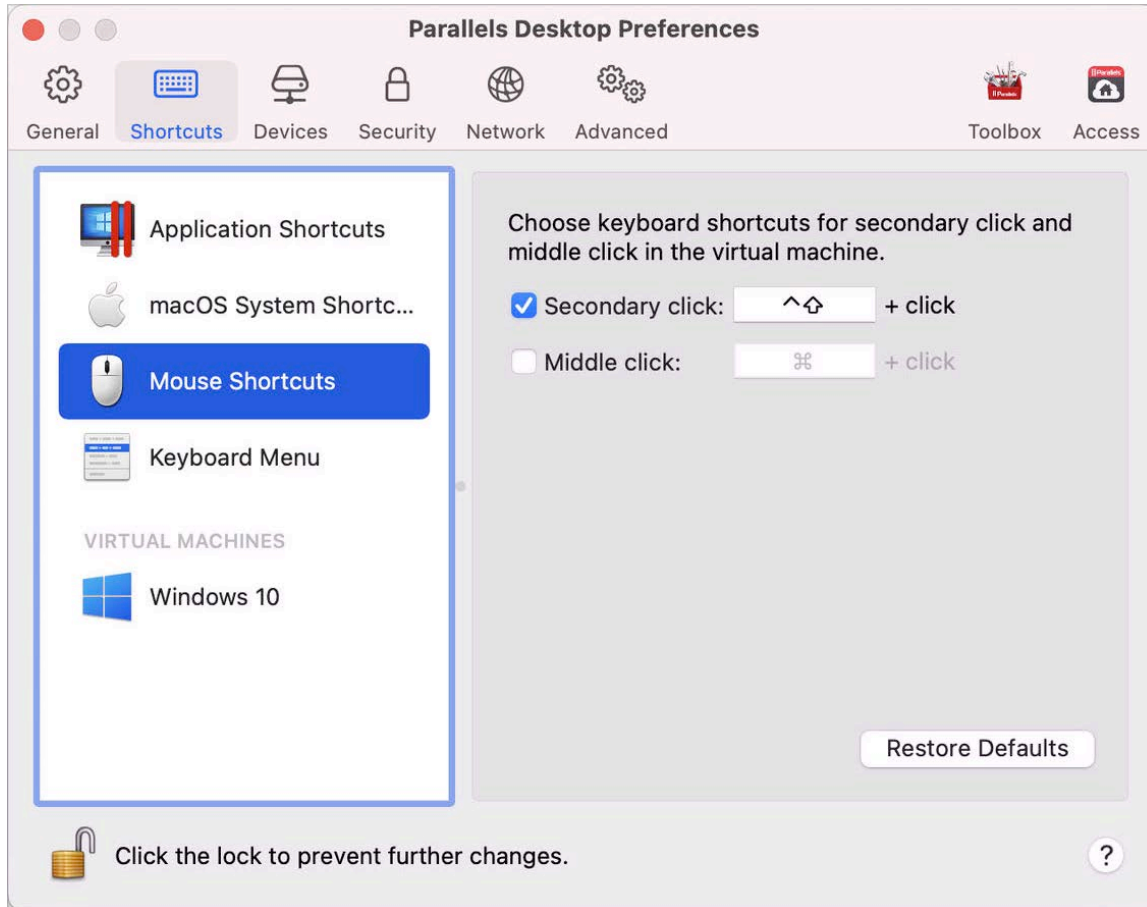 Parallels Desktop Preferences
General Shortcuts Devices Security Network Advanced Toolbox Access
Application Shortcuts
macOS System Shortc...
Mouse Shortcuts
Keyboard Menu
VIRTUAL MACHINES
Windows 10
Choose keyboard shortcuts for secondary click and
middle click in the virtual machine.
Secondary click: ^⇧ + click
Middle click: ⌘ + click
Restore Defaults
Click the lock to prevent further changes.
?